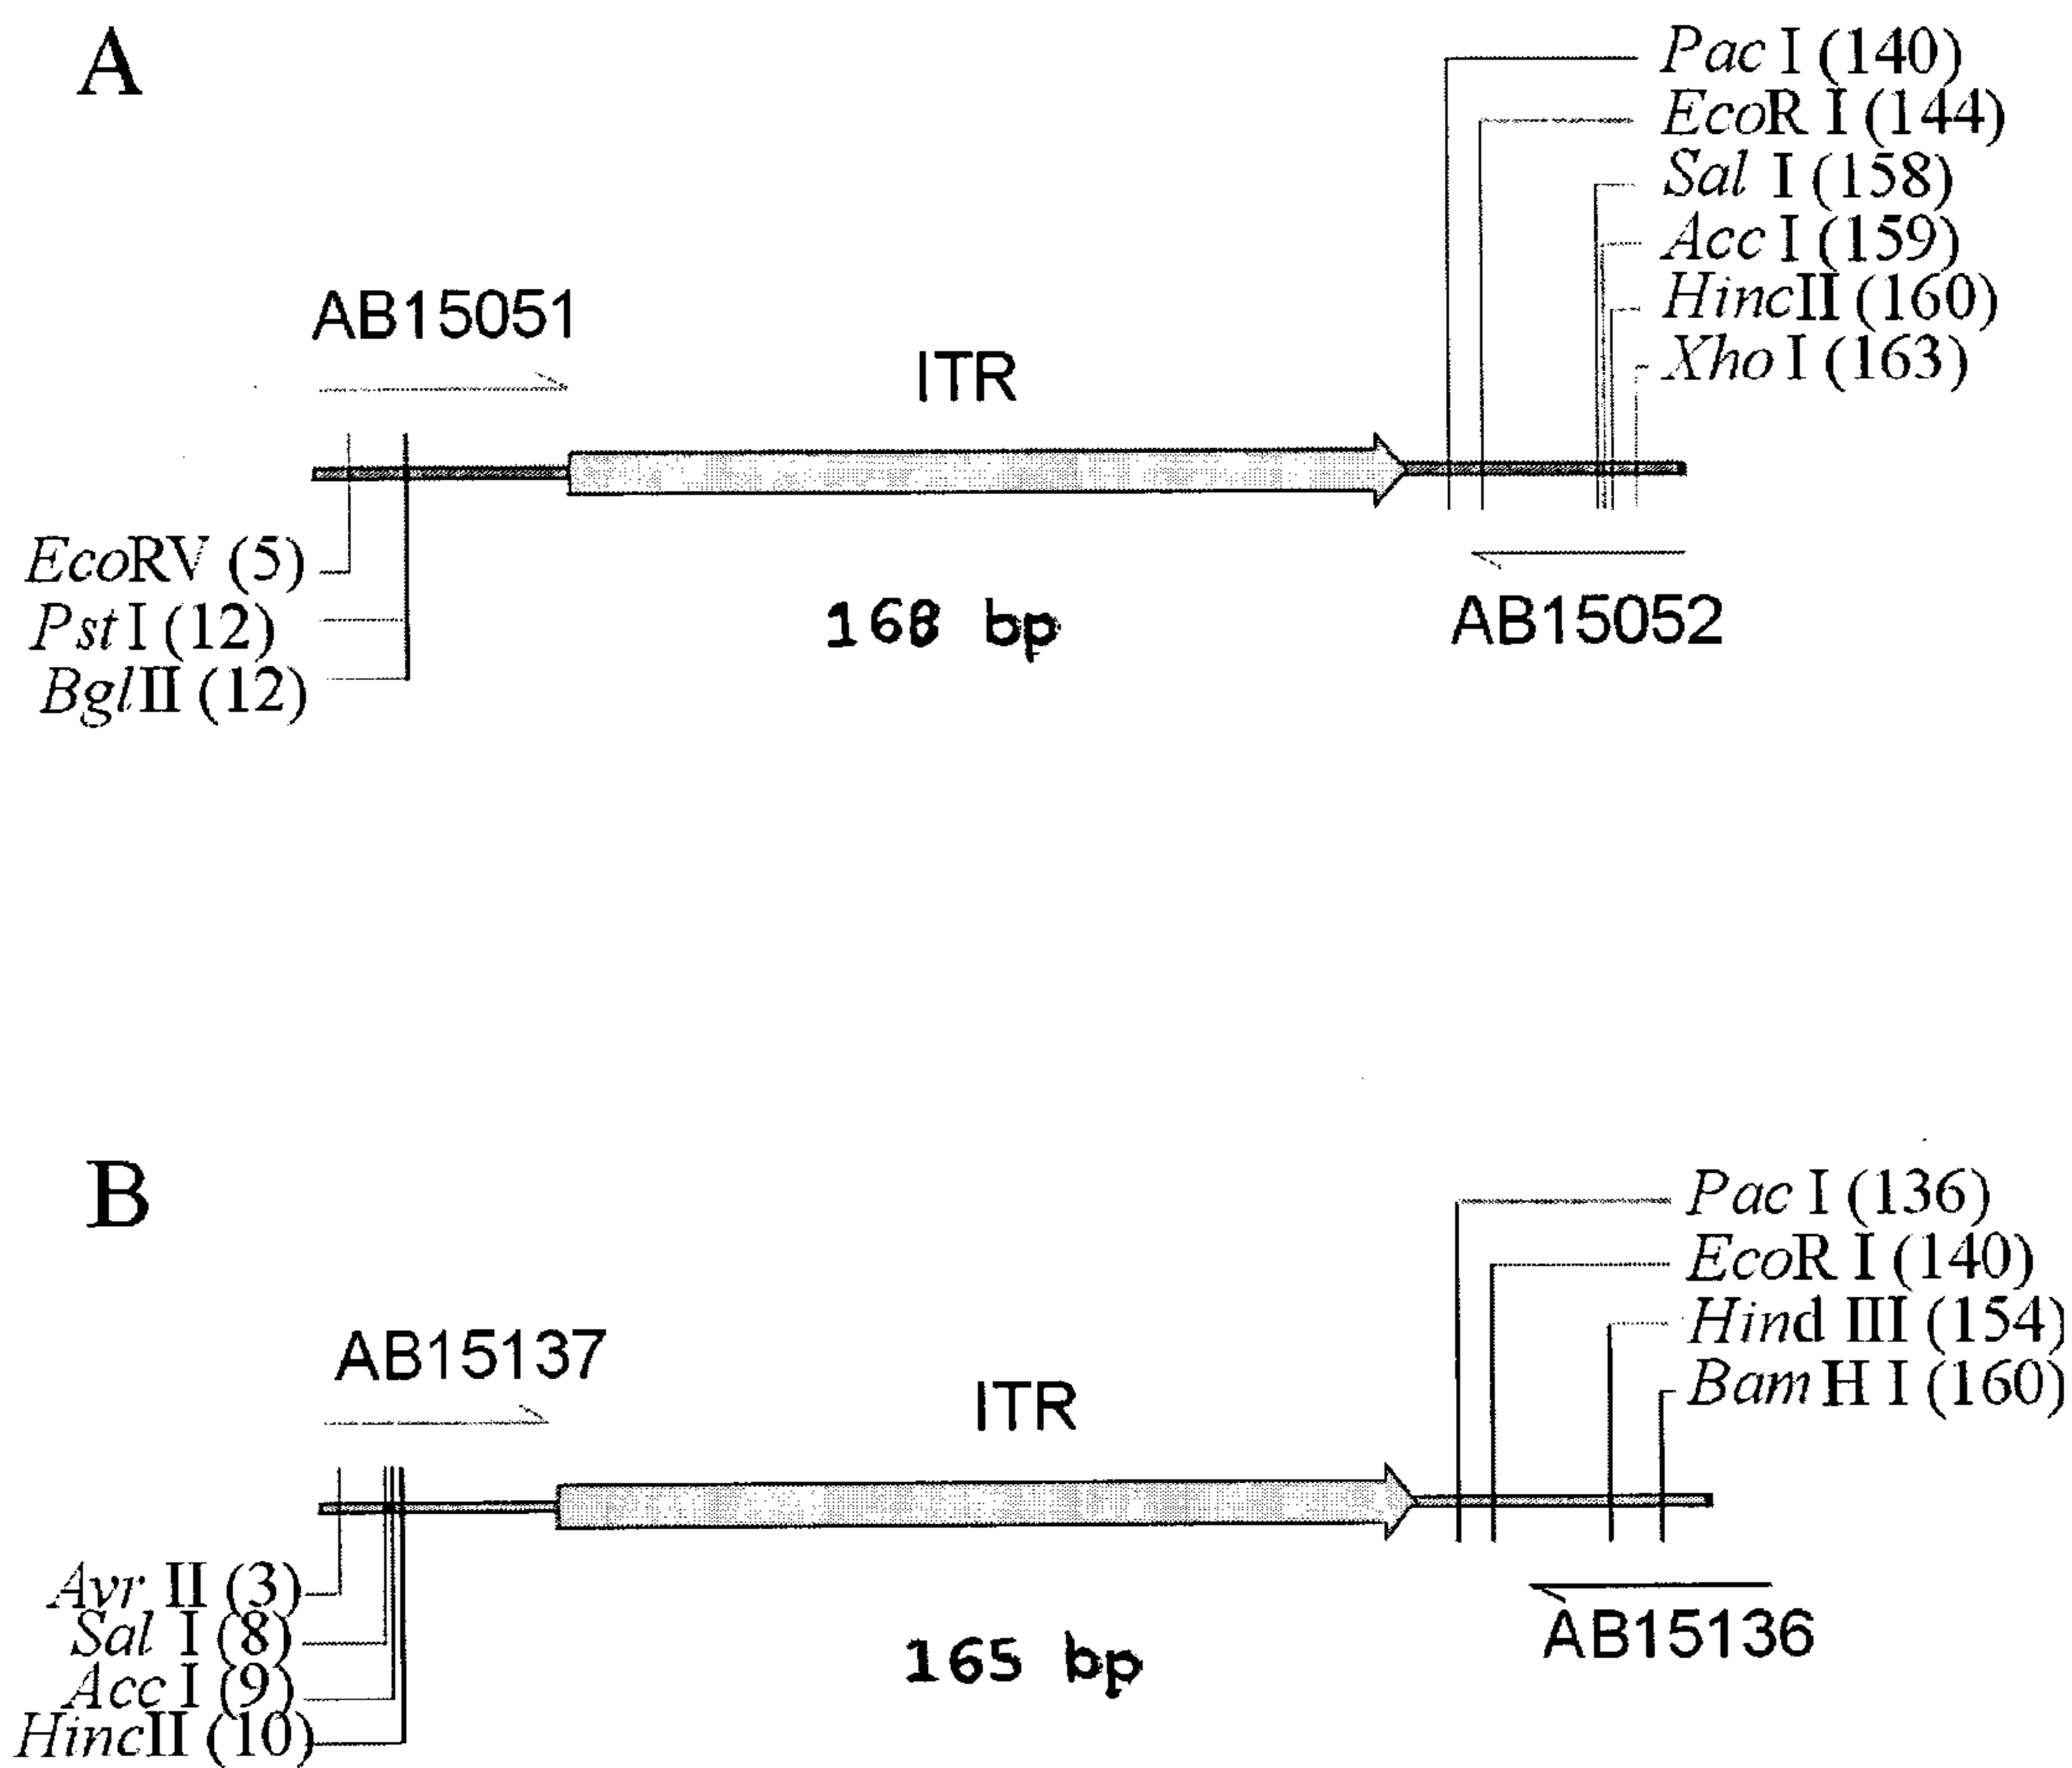 A
Pac I (140)
EcoR I (144)
Sal I (158)
Acc I (159)
HincII (160)
Xho I (163)
AB15051
ITR
EcoRV (5)
Pst I (12)
BglII (12)
168 bp
AB15052
B
Pac I (136)
EcoR I (140)
Hind III (154)
Bam H I (160)
AB15137
ITR
Avr II (3)
Sal I (8)
Acc I (9)
HincII (10)
165 bp
AB15136